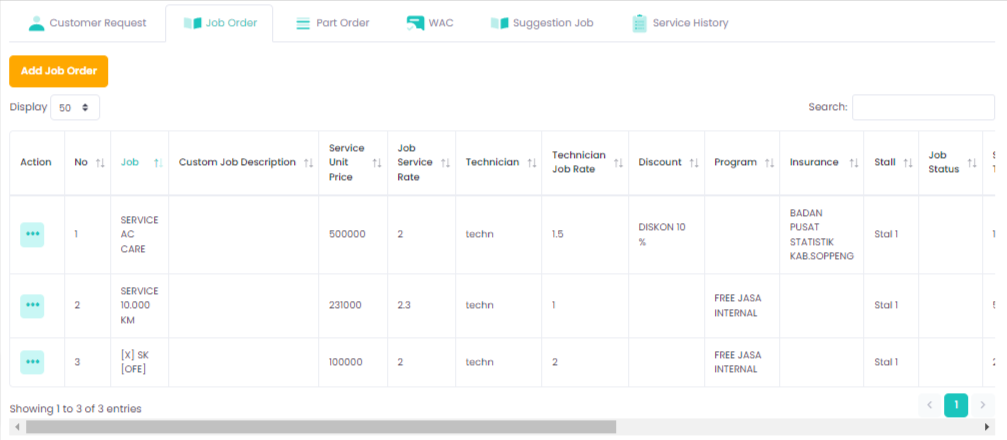 Customer Request Job Order Part Order WAC Suggestion Job Service History
Add Job Order
Display 50 Search:
Action No Job Custom Job Description Service Unit Price Job Service Rate Technician Technician Job Rate Discount Program Insurance Stall Job Status
1 SERVICE AC CARE 500000 2 techn 1.5 DISKON 10 % BADAN PUSAT STATISTIK KAB.SOPPENG Stal 1
2 SERVICE 10.000 KM 231000 2.3 techn 1 FREE JASA INTERNAL Stal 1
3 [X] SK [OFE] 100000 2 techn 2 FREE JASA INTERNAL Stal 1
Showing 1 to 3 of 3 entries 1